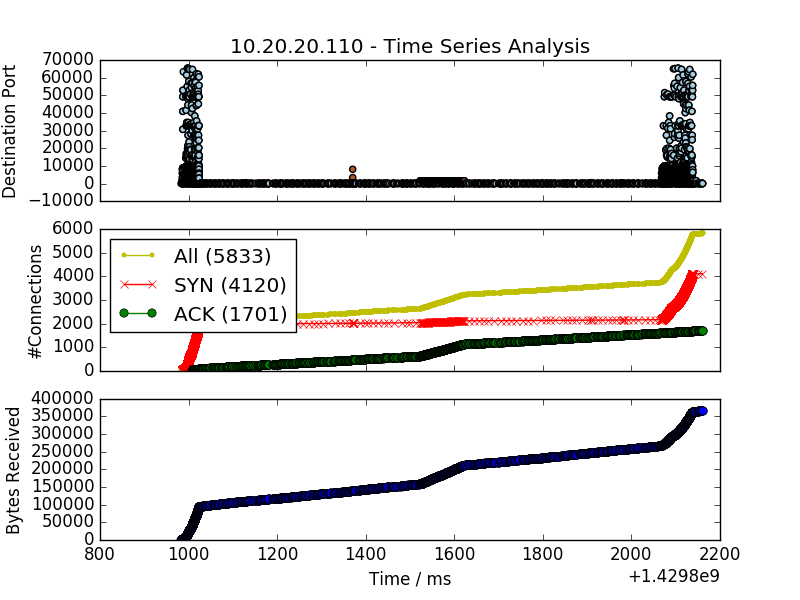 10.20.20.110 - Time Series Analysis
70000
60000
50000
40000
30000
20000
10000
0
−10000
Destination Port
6000
5000
4000
3000
2000
1000
0
#Connections
All (5833)
SYN (4120)
ACK (1701)
400000
350000
300000
250000
200000
150000
100000
50000
0
Bytes Received
800 1000 1200 1400 1600 1800 2000 2200
Time / ms
+1.4298e9